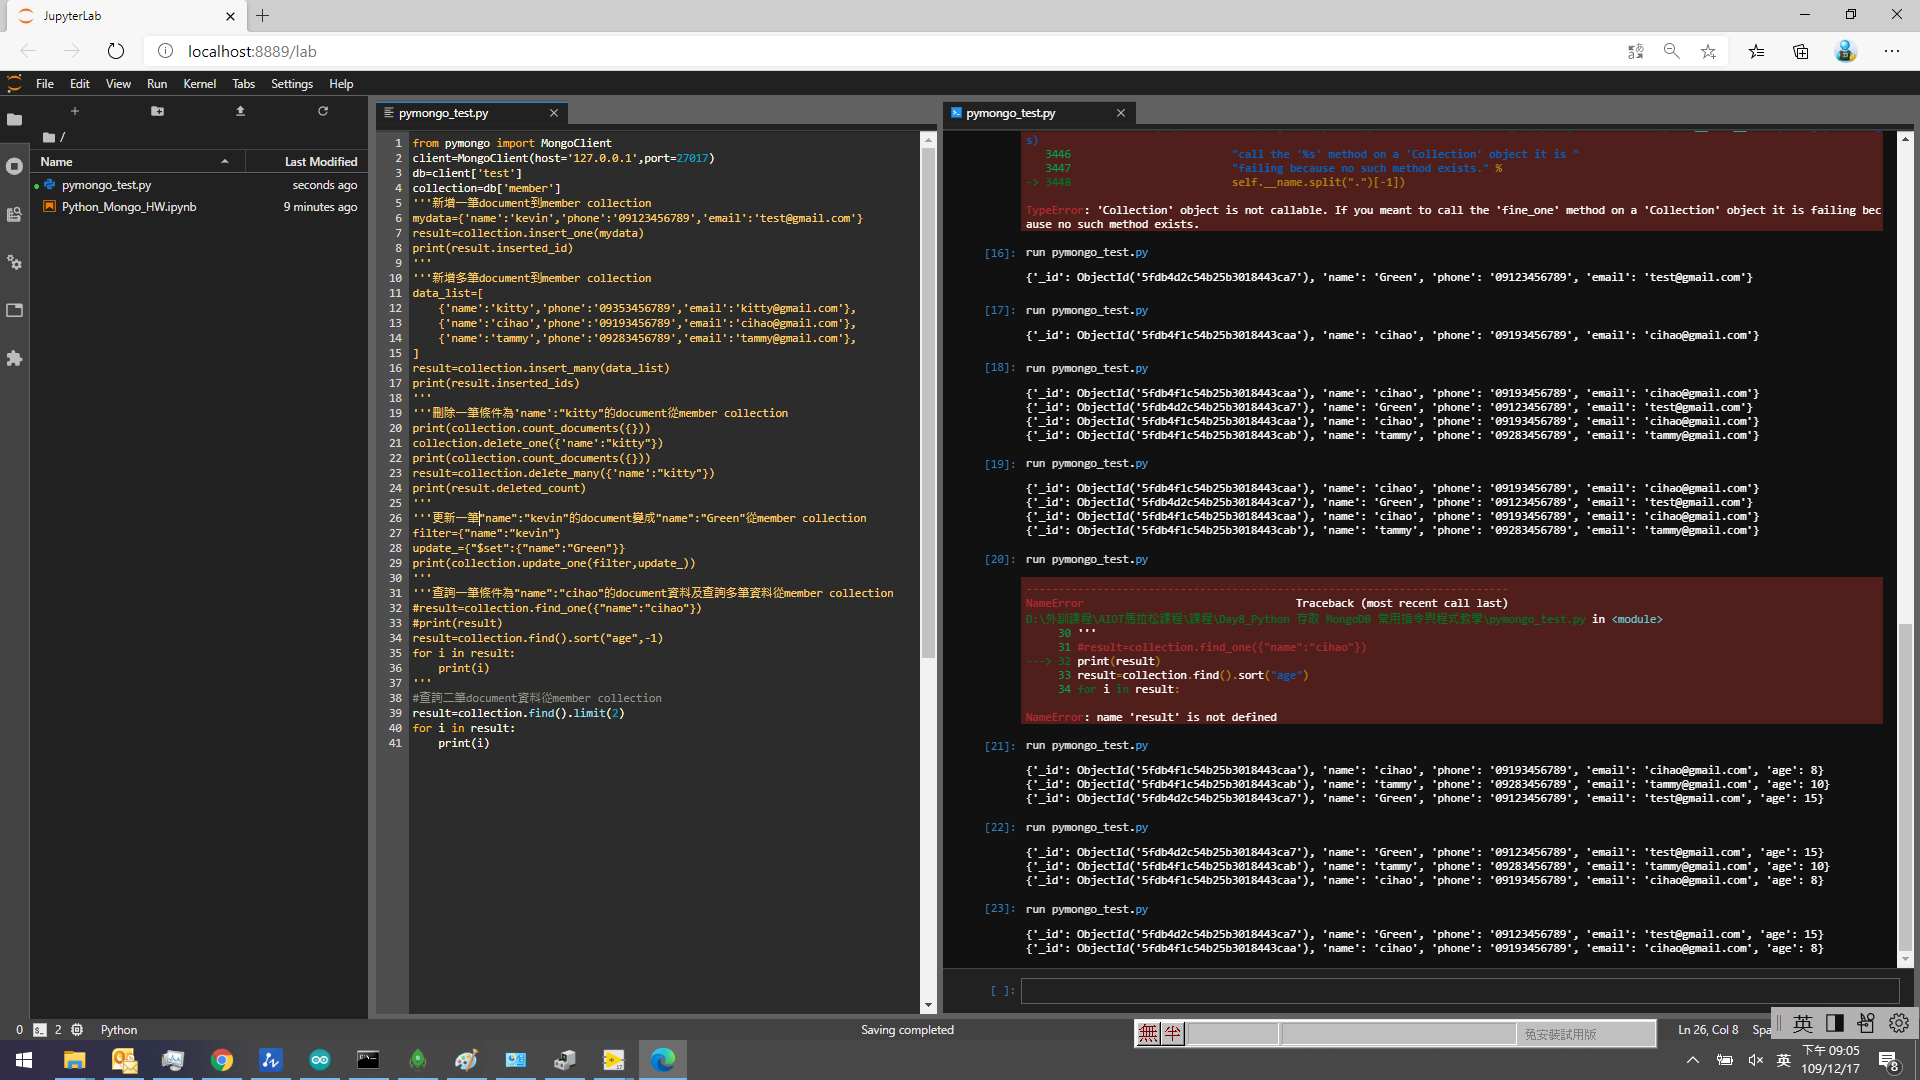 JupyterLab
localhost:8889/lab
File Edit View Run Kernel Tabs Settings Help
/
Name Last Modified
pymongo_test.py seconds ago
Python_Mongo_HW.ipynb 9 minutes ago
pymongo_test.py
1 from pymongo import MongoClient
2 client=MongoClient(host='127.0.0.1',port=27017)
3 db=client['test']
4 collection=db['member']
5 '''新增一筆document到member collection
6 mydata={'name':'kevin','phone':'09123456789','email':'test@gmail.com'}
7 result=collection.insert_one(mydata)
8 print(result.inserted_id)
9 '''
10 '''新增多筆document到member collection
11 data_list=[
12 {'name':'kitty','phone':'09353456789','email':'kitty@gmail.com'},
13 {'name':'cihao','phone':'09193456789','email':'cihao@gmail.com'},
14 {'name':'tammy','phone':'09283456789','email':'tammy@gmail.com'},
15 ]
16 result=collection.insert_many(data_list)
17 print(result.inserted_ids)
18 '''
19 '''刪除一筆條件為'name':"kitty"的document從member collection
20 print(collection.count_documents({}))
21 collection.delete_one({'name':"kitty"})
22 print(collection.count_documents({}))
23 result=collection.delete_many({'name':"kitty"})
24 print(result.deleted_count)
25 '''
26 '''更新一筆"name":"kevin"的document變成"name":"Green"從member collection
27 filter={"name":"kevin"}
28 update_={"$set":{"name":"Green"}}
29 print(collection.update_one(filter,update_))
30 '''
31 '''查詢一筆條件為"name":"cihao"的document資料及查詢多筆資料從member collection
32 #result=collection.find_one({"name":"cihao"})
33 #print(result)
34 result=collection.find().sort("age",-1)
35 for i in result:
36 print(i)
37 '''
38 #查詢二筆document資料從member collection
39 result=collection.find().limit(2)
40 for i in result:
41 print(i)
pymongo_test.py
s)
3446 "call the '%s' method on a 'Collection' object it is "
3447 "failing because no such method exists." %
-> 3448 self.__name.split(".")[-1])
TypeError: 'Collection' object is not callable. If you meant to call the 'fine_one' method on a 'Collection' object it is failing bec
ause no such method exists.
[16]: run pymongo_test.py
{'_id': ObjectId('5fdb4d2c54b25b3018443ca7'), 'name': 'Green', 'phone': '09123456789', 'email': 'test@gmail.com'}
[17]: run pymongo_test.py
{'_id': ObjectId('5fdb4f1c54b25b3018443caa'), 'name': 'cihao', 'phone': '09193456789', 'email': 'cihao@gmail.com'}
[18]: run pymongo_test.py
{'_id': ObjectId('5fdb4f1c54b25b3018443caa'), 'name': 'cihao', 'phone': '09193456789', 'email': 'cihao@gmail.com'}
{'_id': ObjectId('5fdb4d2c54b25b3018443ca7'), 'name': 'Green', 'phone': '09123456789', 'email': 'test@gmail.com'}
{'_id': ObjectId('5fdb4f1c54b25b3018443caa'), 'name': 'cihao', 'phone': '09193456789', 'email': 'cihao@gmail.com'}
{'_id': ObjectId('5fdb4f1c54b25b3018443cab'), 'name': 'tammy', 'phone': '09283456789', 'email': 'tammy@gmail.com'}
[19]: run pymongo_test.py
{'_id': ObjectId('5fdb4f1c54b25b3018443caa'), 'name': 'cihao', 'phone': '09193456789', 'email': 'cihao@gmail.com'}
{'_id': ObjectId('5fdb4d2c54b25b3018443ca7'), 'name': 'Green', 'phone': '09123456789', 'email': 'test@gmail.com'}
{'_id': ObjectId('5fdb4f1c54b25b3018443caa'), 'name': 'cihao', 'phone': '09193456789', 'email': 'cihao@gmail.com'}
{'_id': ObjectId('5fdb4f1c54b25b3018443cab'), 'name': 'tammy', 'phone': '09283456789', 'email': 'tammy@gmail.com'}
[20]: run pymongo_test.py
---------------------------------------------------------------------------
NameError Traceback (most recent call last)
D:\外訓課程\AIOT馬拉松課程\課程\Day8_Python 存取 MongoDB 常用指令與程式教學\pymongo_test.py in <module>
30 '''
31 #result=collection.find_one({"name":"cihao"})
---> 32 print(result)
33 result=collection.find().sort("age")
34 for i in result:
NameError: name 'result' is not defined
[21]: run pymongo_test.py
{'_id': ObjectId('5fdb4f1c54b25b3018443caa'), 'name': 'cihao', 'phone': '09193456789', 'email': 'cihao@gmail.com', 'age': 8}
{'_id': ObjectId('5fdb4f1c54b25b3018443cab'), 'name': 'tammy', 'phone': '09283456789', 'email': 'tammy@gmail.com', 'age': 10}
{'_id': ObjectId('5fdb4d2c54b25b3018443ca7'), 'name': 'Green', 'phone': '09123456789', 'email': 'test@gmail.com', 'age': 15}
[22]: run pymongo_test.py
{'_id': ObjectId('5fdb4d2c54b25b3018443ca7'), 'name': 'Green', 'phone': '09123456789', 'email': 'test@gmail.com', 'age': 15}
{'_id': ObjectId('5fdb4f1c54b25b3018443cab'), 'name': 'tammy', 'phone': '09283456789', 'email': 'tammy@gmail.com', 'age': 10}
{'_id': ObjectId('5fdb4f1c54b25b3018443caa'), 'name': 'cihao', 'phone': '09193456789', 'email': 'cihao@gmail.com', 'age': 8}
[23]: run pymongo_test.py
{'_id': ObjectId('5fdb4d2c54b25b3018443ca7'), 'name': 'Green', 'phone': '09123456789', 'email': 'test@gmail.com', 'age': 15}
{'_id': ObjectId('5fdb4f1c54b25b3018443caa'), 'name': 'cihao', 'phone': '09193456789', 'email': 'cihao@gmail.com', 'age': 8}
[ ]:
0 2 Python Saving completed Ln 26, Col 8 Spa
無 半 免安裝試用版
英
英 下午 09:05
109/12/17
8